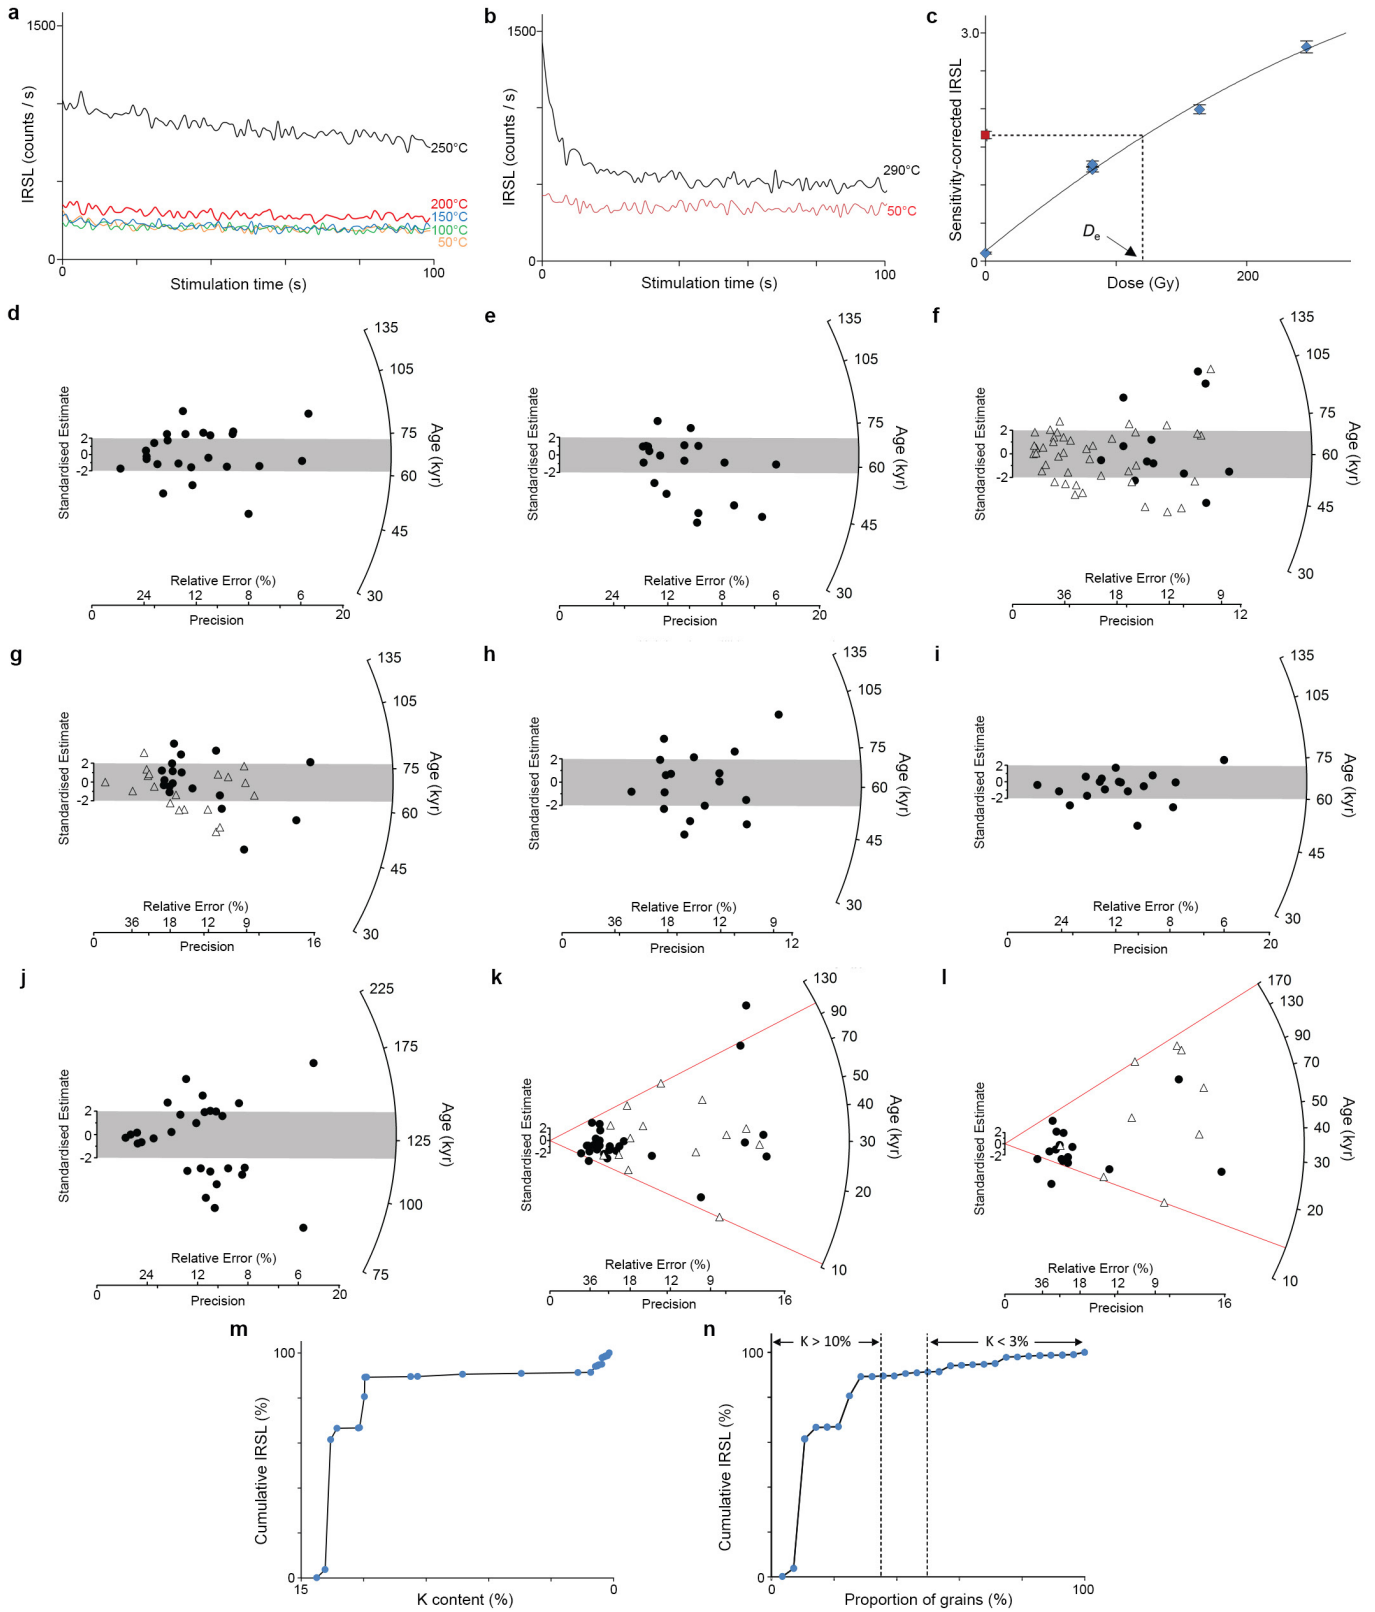 a
1500
IRSL (counts / s)
250°C
200°C
150°C
100°C
50°C
0
0
100
Stimulation time (s)
b
1500
IRSL (counts / s)
290°C
50°C
0
0
100
Stimulation time (s)
c
3.0
Sensitivity-corrected IRSL
De
0
0
200
Dose (Gy)
d
135
105
75
60
45
30
Age (kyr)
Standardised Estimate
2
0
-2
Relative Error (%)
24 12 8 6
0 20
Precision
e
135
105
75
60
45
30
Age (kyr)
Standardised Estimate
2
0
-2
Relative Error (%)
24 12 8 6
0 20
Precision
f
135
105
75
60
45
30
Age (kyr)
Standardised Estimate
2
0
-2
Relative Error (%)
36 18 12 9
0 12
Precision
g
135
105
75
60
45
30
Age (kyr)
Standardised Estimate
2
0
-2
Relative Error (%)
36 18 12 9
0 16
Precision
h
135
105
75
60
45
30
Age (kyr)
Standardised Estimate
2
0
-2
Relative Error (%)
36 18 12 9
0 12
Precision
i
135
105
75
60
45
30
Age (kyr)
Standardised Estimate
2
0
-2
Relative Error (%)
24 12 8 6
0 20
Precision
j
225
175
125
100
75
Age (kyr)
Standardised Estimate
2
0
-2
Relative Error (%)
24 12 8 6
0 20
Precision
k
130
90
70
50
40
30
20
10
Age (kyr)
Standardised Estimate
2
0
-2
Relative Error (%)
36 18 12 9
0 16
Precision
l
170
130
90
70
50
40
30
20
10
Age (kyr)
Standardised Estimate
2
0
-2
Relative Error (%)
36 18 12 9
0 16
Precision
m
100
Cumulative IRSL (%)
0
15 0
K content (%)
n
K > 10% K < 3%
100
Cumulative IRSL (%)
0
0 100
Proportion of grains (%)